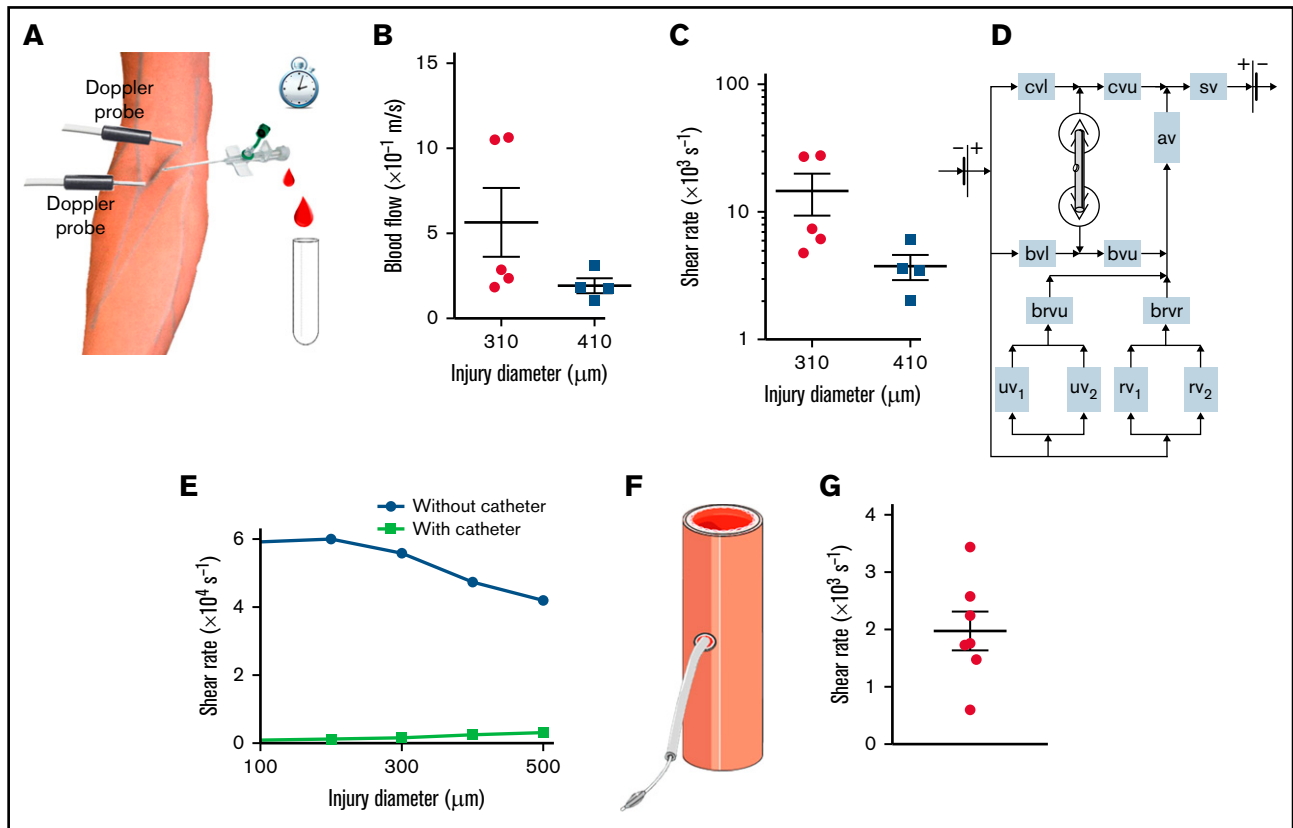 A
Doppler
probe
Doppler
probe
B
Blood flow (×10⁻¹ m/s)
15
10
5
0
310
410
Injury diameter (μm)
C
Shear rate (×10³ s⁻¹)
100
10
1
310
410
Injury diameter (μm)
D
cvl
cvu
sv
+
−
av
−
+
bvl
bvu
brvu
brvr
uv₁
uv₂
rv₁
rv₂
E
Without catheter
With catheter
Shear rate (×10⁴ s⁻¹)
6
4
2
0
100
300
500
Injury diameter (μm)
F
G
Shear rate (×10³ s⁻¹)
4
3
2
1
0